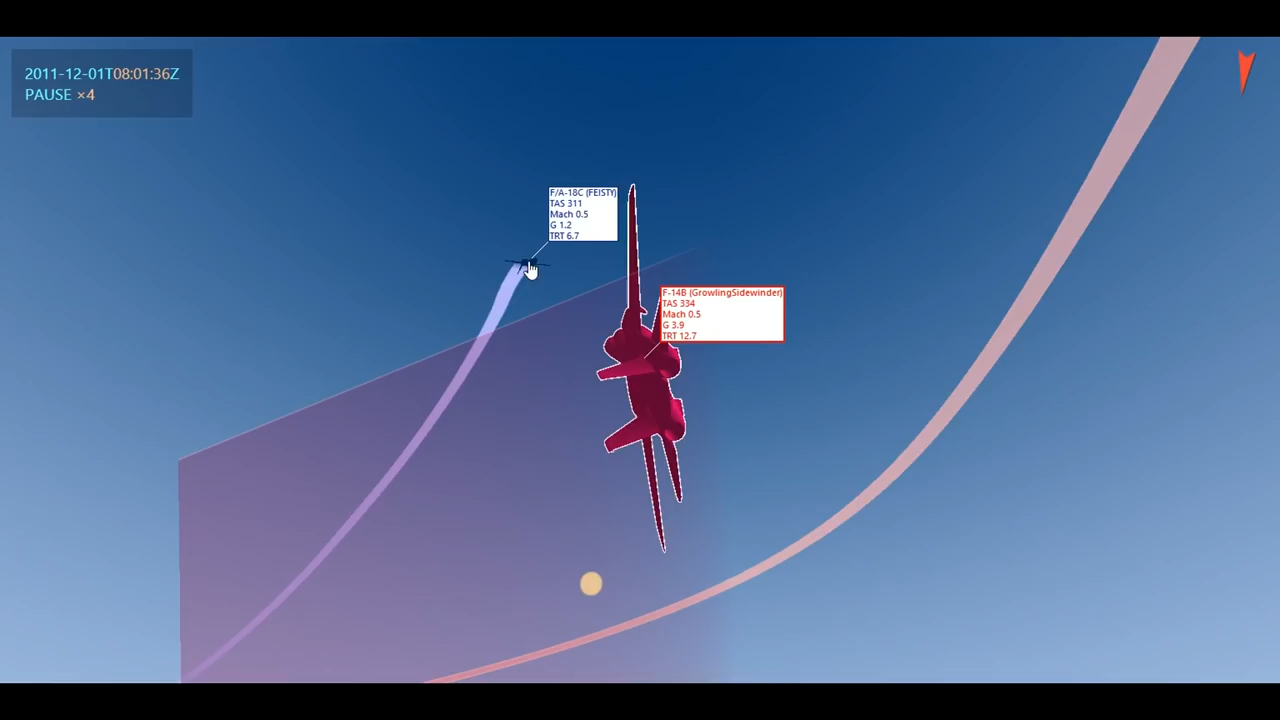 2011-12-01T08:01:36Z
PAUSE ×4
F/A-18C (FEISTY)
TAS 311
Mach 0.5
G 1.2
TRT 6.7
F-14B (GrowlingSidewinder)
TAS 334
Mach 0.5
G 3.9
TRT 12.7